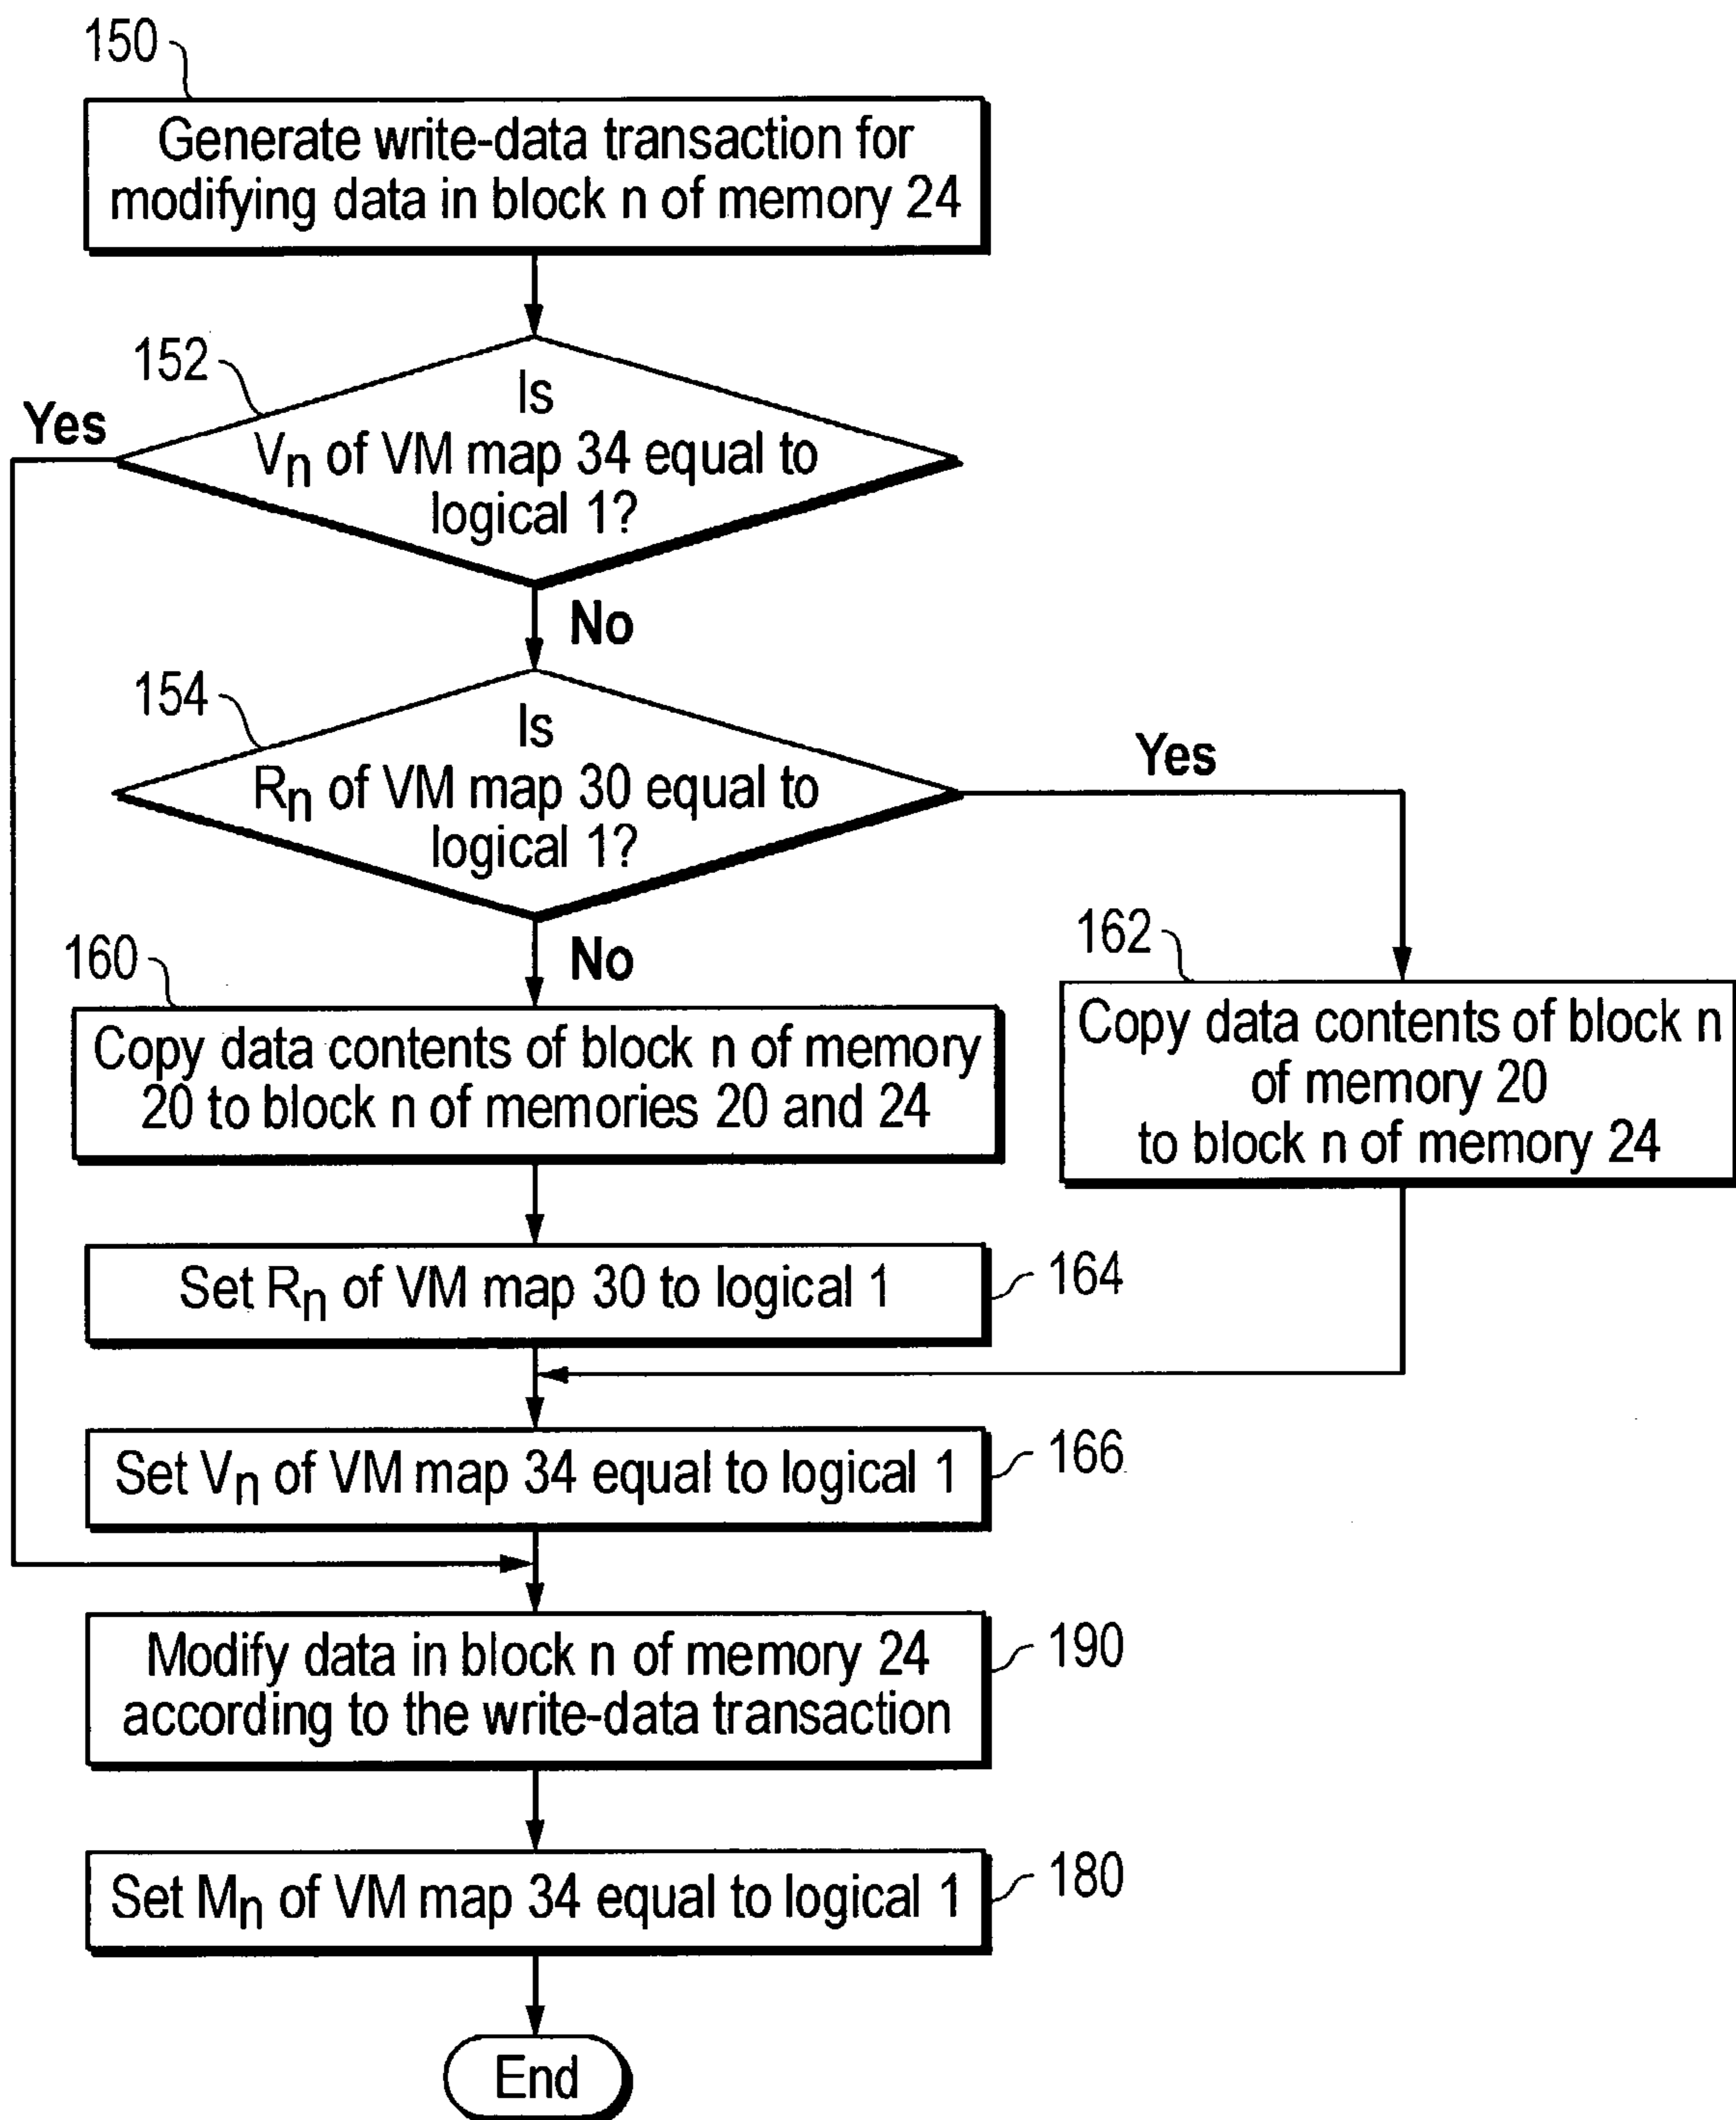 150
Generate write-data transaction for
modifying data in block n of memory 24
152
Yes
Is
Vn of VM map 34 equal to
logical 1?
No
154
Is
Rn of VM map 30 equal to
logical 1?
Yes
No
160
Copy data contents of block n of memory
20 to block n of memories 20 and 24
162
Copy data contents of block n
of memory 20
to block n of memory 24
Set Rn of VM map 30 to logical 1
164
Set Vn of VM map 34 equal to logical 1
166
Modify data in block n of memory 24
according to the write-data transaction
190
Set Mn of VM map 34 equal to logical 1
180
End